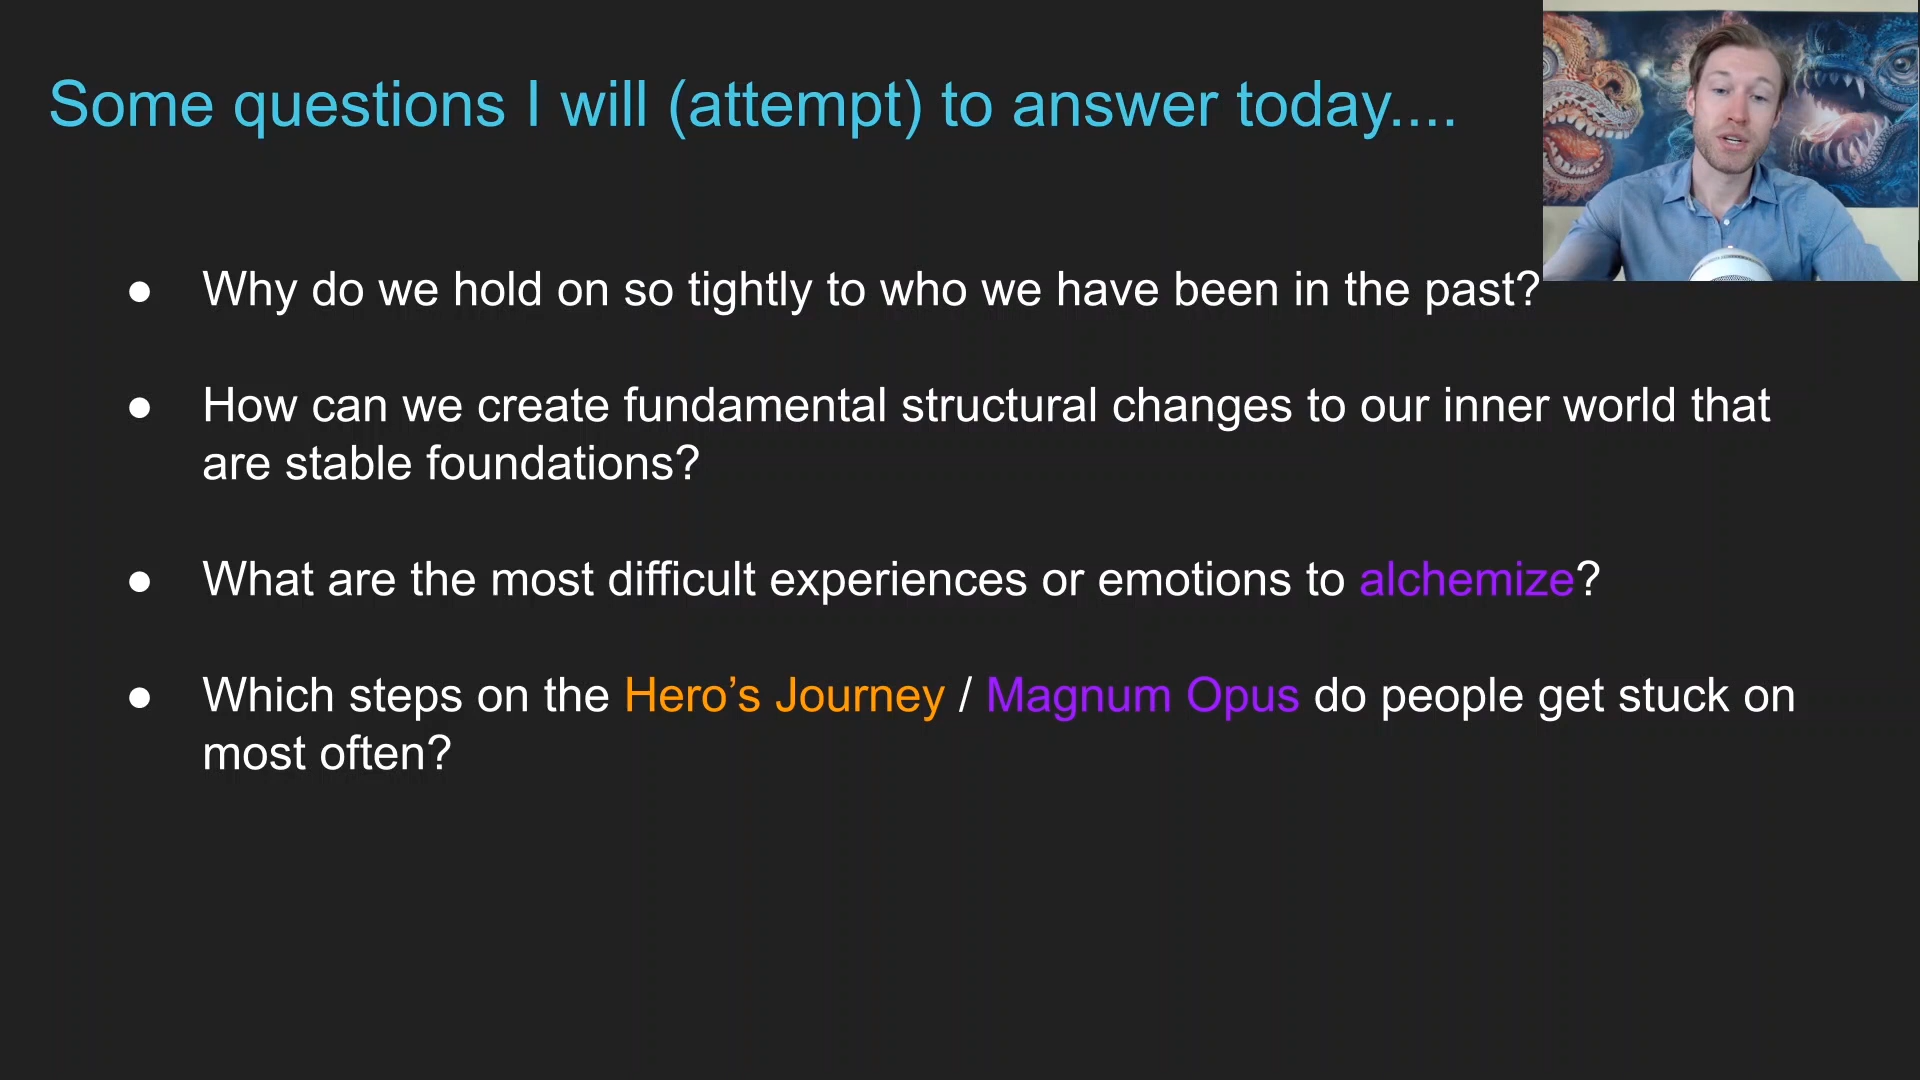 Some questions I will (attempt) to answer today....
● Why do we hold on so tightly to who we have been in the past?
● How can we create fundamental structural changes to our inner world that
are stable foundations?
● What are the most difficult experiences or emotions to alchemize?
● Which steps on the Hero’s Journey / Magnum Opus do people get stuck on
most often?